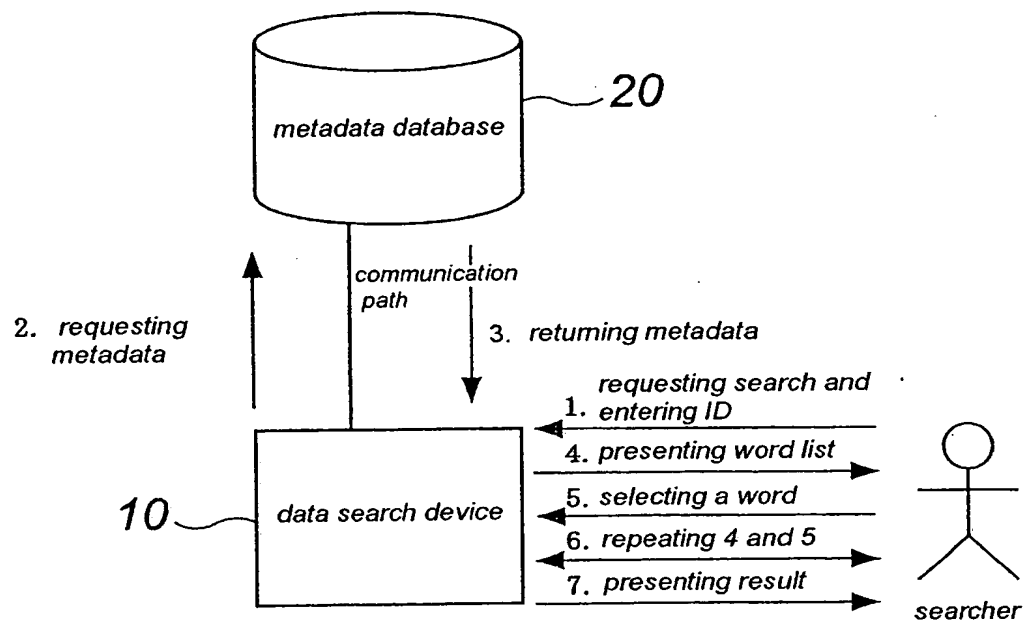 20
metadata database
communication
path
2. requesting
metadata
3. returning metadata
requesting search and
1. entering ID
4. presenting word list
10
data search device
5. selecting a word
6. repeating 4 and 5
7. presenting result
searcher